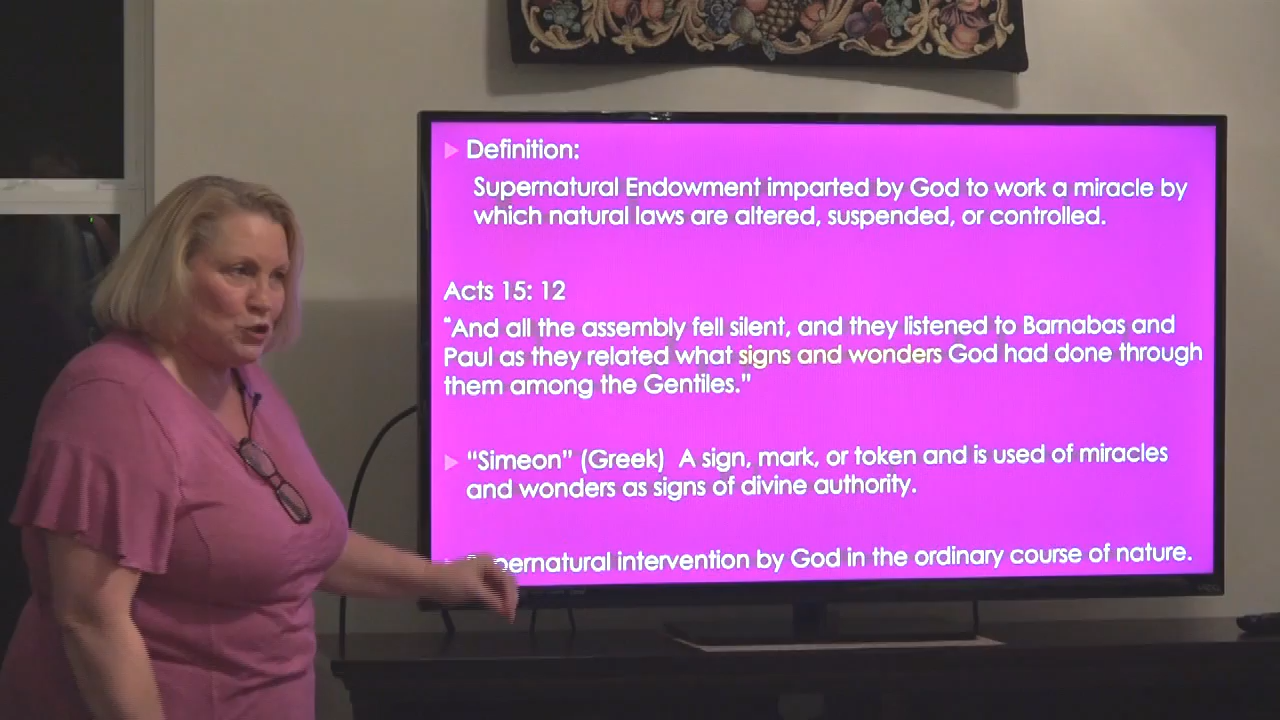 Definition:
Supernatural Endowment imparted by God to work a miracle by
which natural laws are altered, suspended, or controlled.
Acts 15: 12
“And all the assembly fell silent, and they listened to Barnabas and
Paul as they related what signs and wonders God had done through
them among the Gentiles.”
“Simeon” (Greek) A sign, mark, or token and is used of miracles
and wonders as signs of divine authority.
intervention by God in the ordinary course of nature.